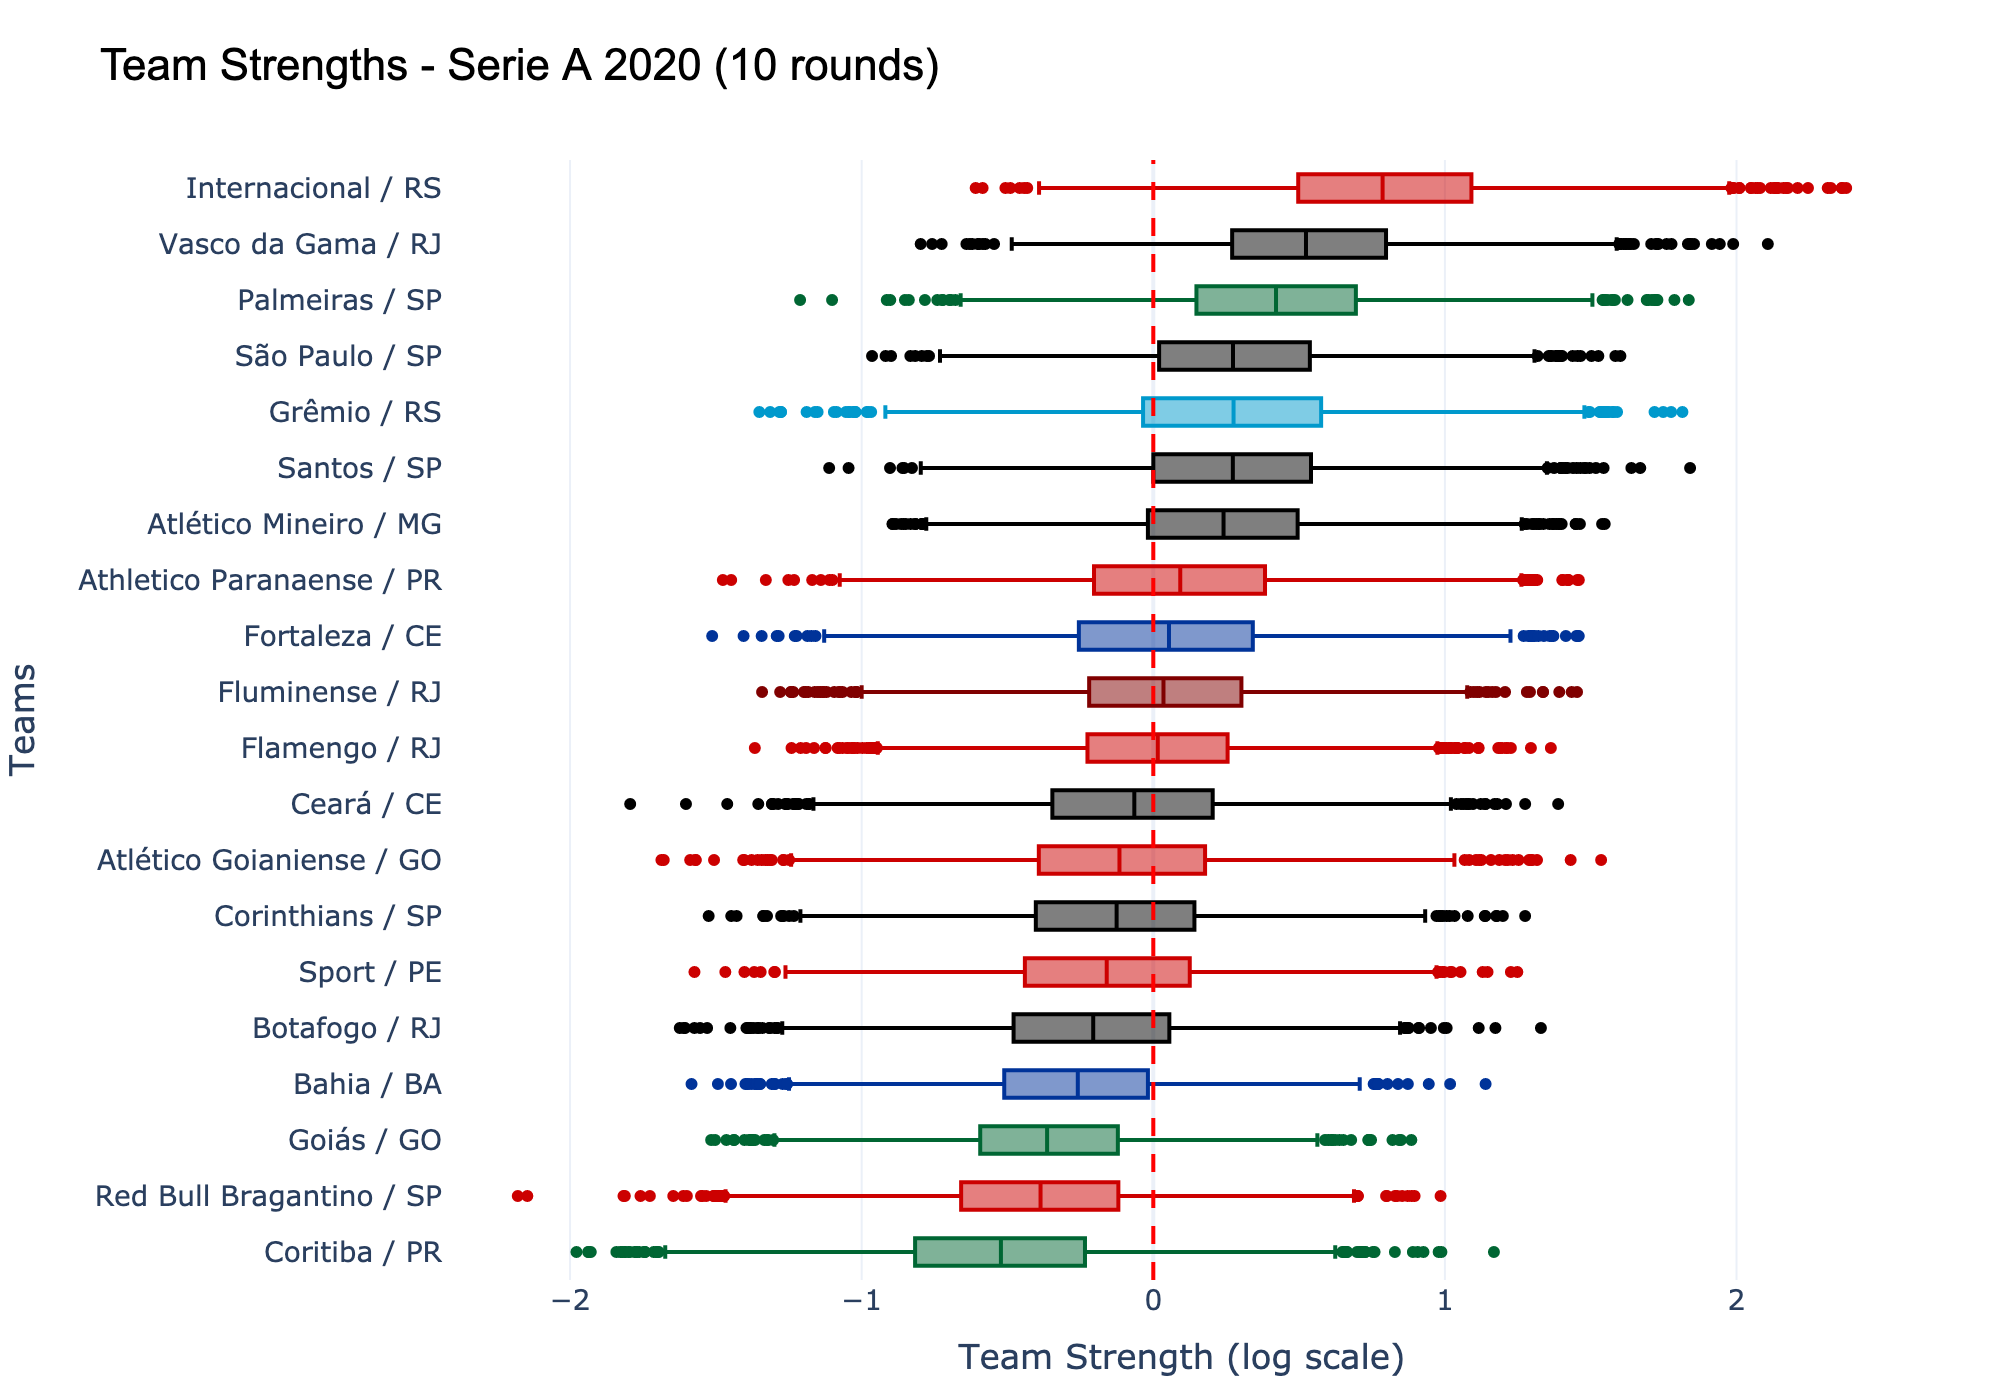 Team Strengths - Serie A 2020 (10 rounds)
Internacional / RS
Vasco da Gama / RJ
Palmeiras / SP
São Paulo / SP
Grêmio / RS
Santos / SP
Atlético Mineiro / MG
Athletico Paranaense / PR
Fortaleza / CE
Fluminense / RJ
Flamengo / RJ
Ceará / CE
Atlético Goianiense / GO
Corinthians / SP
Sport / PE
Botafogo / RJ
Bahia / BA
Goiás / GO
Red Bull Bragantino / SP
Coritiba / PR
Teams
−2 −1 0 1 2
Team Strength (log scale)